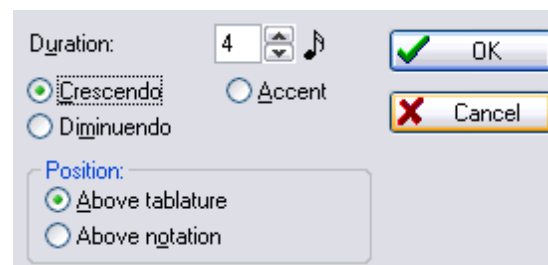 Duration: 4 OK
Crescendo Accent
Diminuendo Cancel
Position:
Above tablature
Above notation